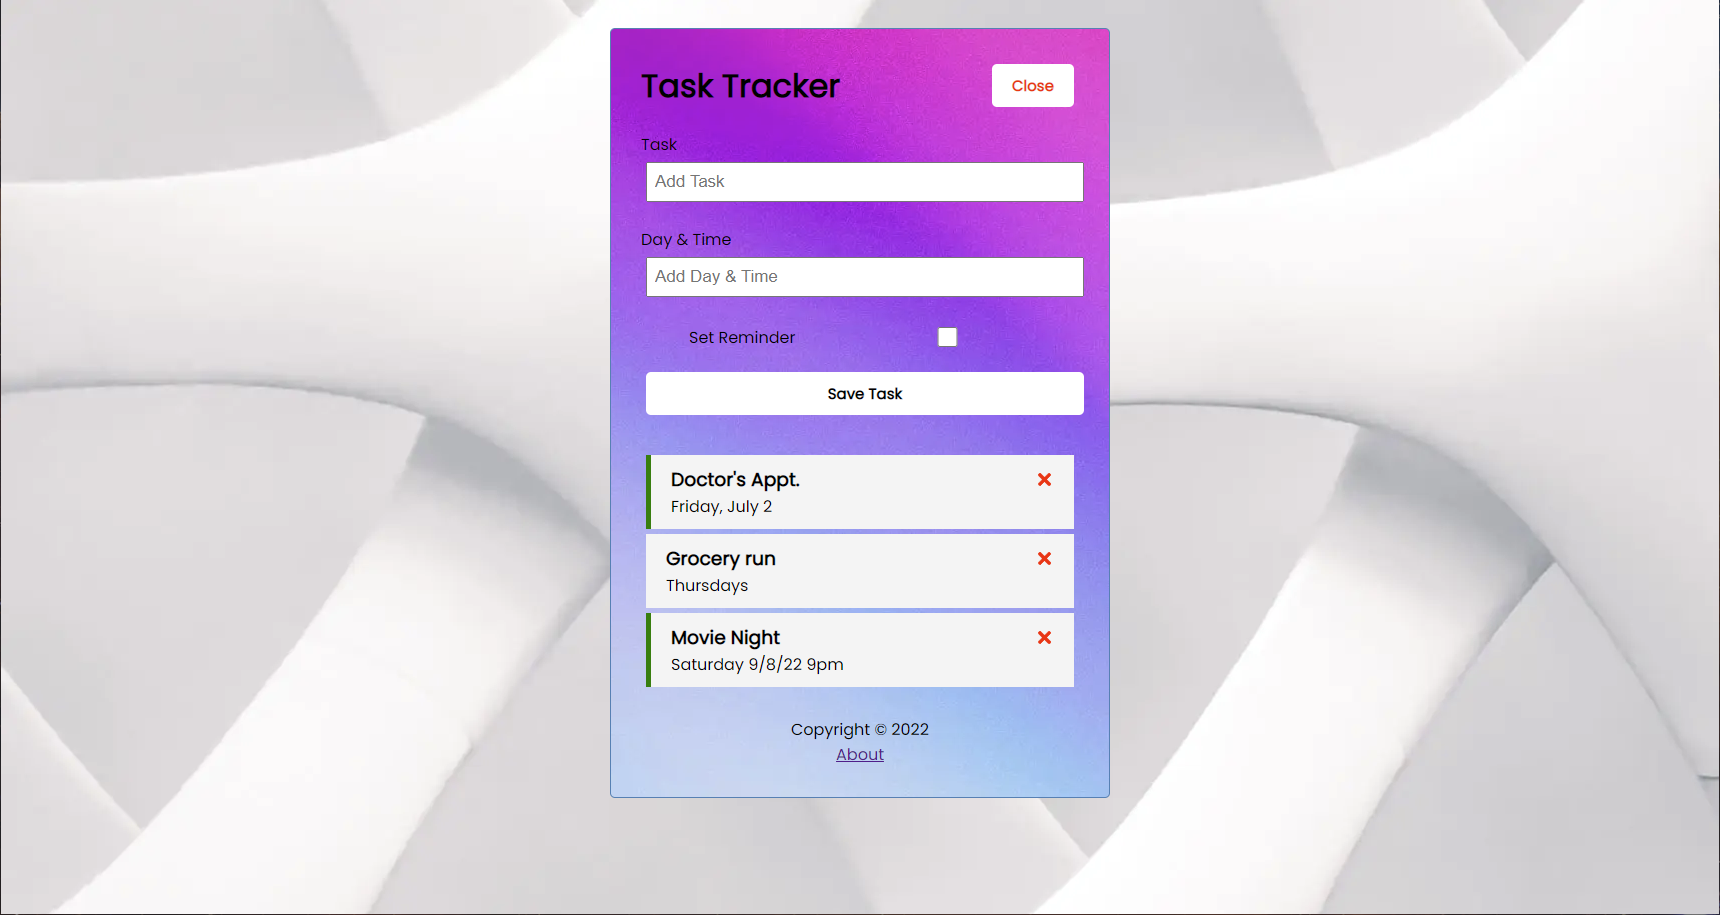 Task Tracker
Close
Task
Add Task
Day & Time
Add Day & Time
Set Reminder
Save Task
Doctor's Appt.
Friday, July 2
Grocery run
Thursdays
Movie Night
Saturday 9/8/22 9pm
Copyright © 2022
About